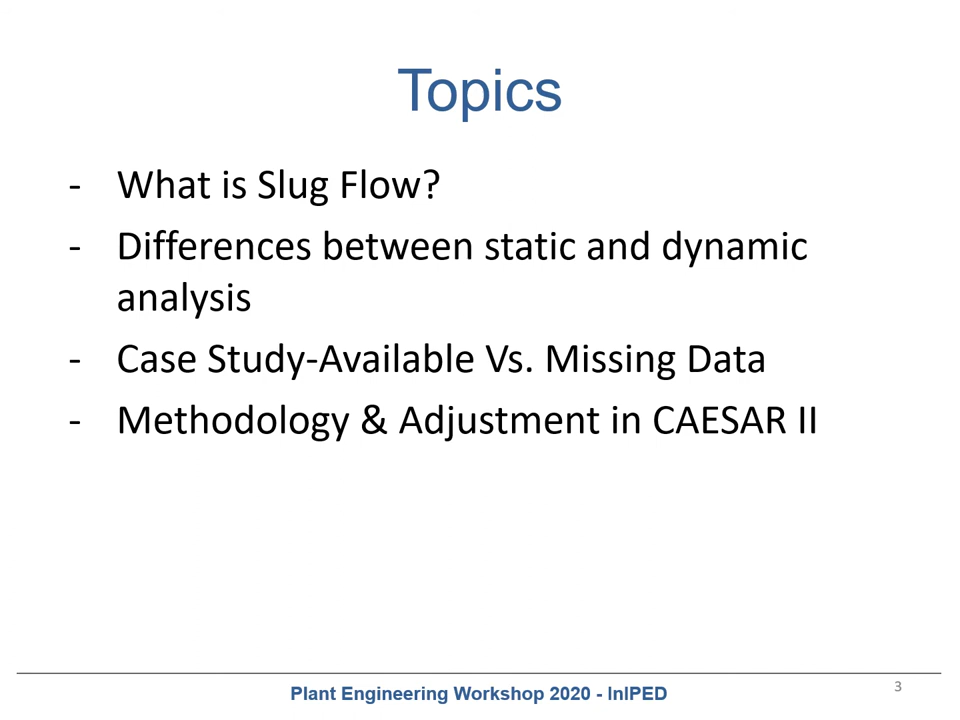 Topics
- What is Slug Flow?
- Differences between static and dynamic
analysis
- Case Study-Available Vs. Missing Data
- Methodology & Adjustment in CAESAR II
Plant Engineering Workshop 2020 - InIPED
3